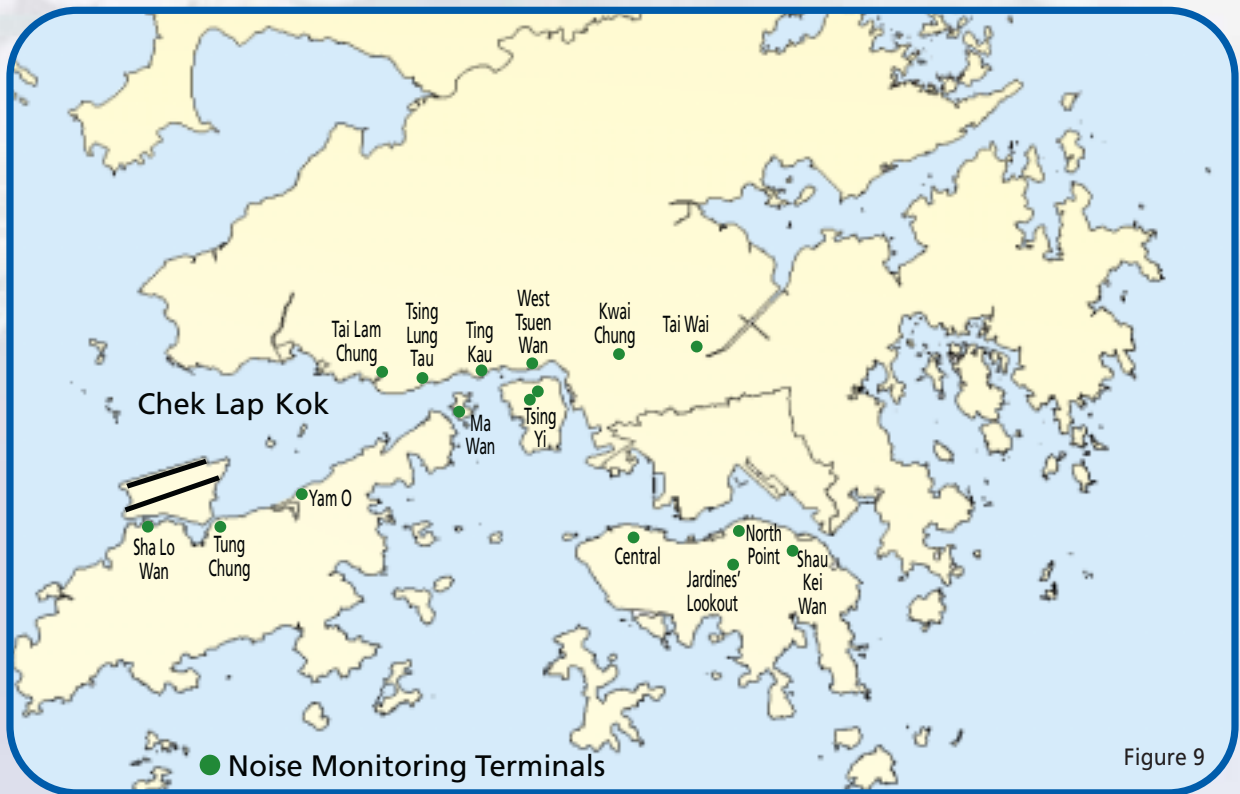 Tai Lam
Chung
Tsing
Lung
Tau
Ting
Kau
West
Tsuen
Wan
Kwai
Chung
Tai Wai
Chek Lap Kok
Ma
Wan
Tsing
Yi
Yam O
Sha Lo
Wan
Tung
Chung
Central
North
Point
Jardines'
Lookout
Shau
Kei
Wan
Noise Monitoring Terminals
Figure 9